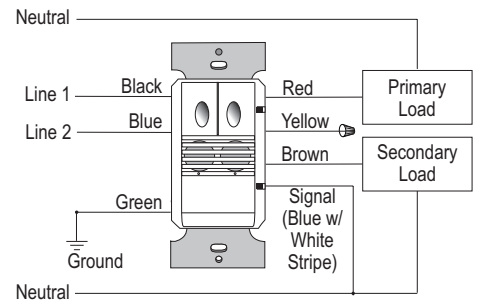 Neutral
Line 1
Black
Red
Primary
Load
Line 2
Blue
Yellow
Brown
Secondary
Load
Green
Signal
(Blue w/
White
Stripe)
Ground
Neutral